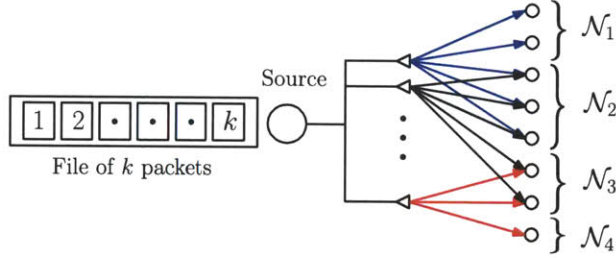 Source
1 2 • • • k
File of k packets
𝒩₁
𝒩₂
𝒩₃
𝒩₄